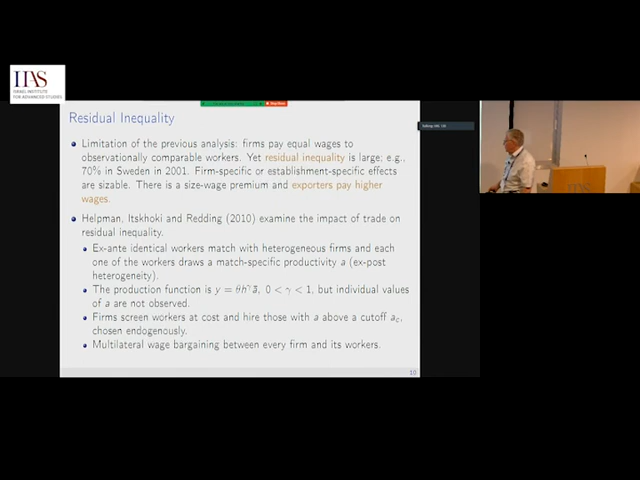 IIAS
ISRAEL INSTITUTE
FOR ADVANCED STUDIES
Residual Inequality
Limitation of the previous analysis: firms pay equal wages to
observationally comparable workers. Yet residual inequality is large; e.g.,
70% in Sweden in 2001. Firm-specific or establishment-specific effects
are sizable. There is a size-wage premium and exporters pay higher
wages.
Helpman, Itskhoki and Redding (2010) examine the impact of trade on
residual inequality.
Ex-ante identical workers match with heterogeneous firms and each
one of the workers draws a match-specific productivity a (ex-post
heterogeneity).
The production function is y = θh^γ ā, 0 < γ < 1, but individual values
of a are not observed.
Firms screen workers at cost and hire those with a above a cutoff a_c,
chosen endogenously.
Multilateral wage bargaining between every firm and its workers.
10